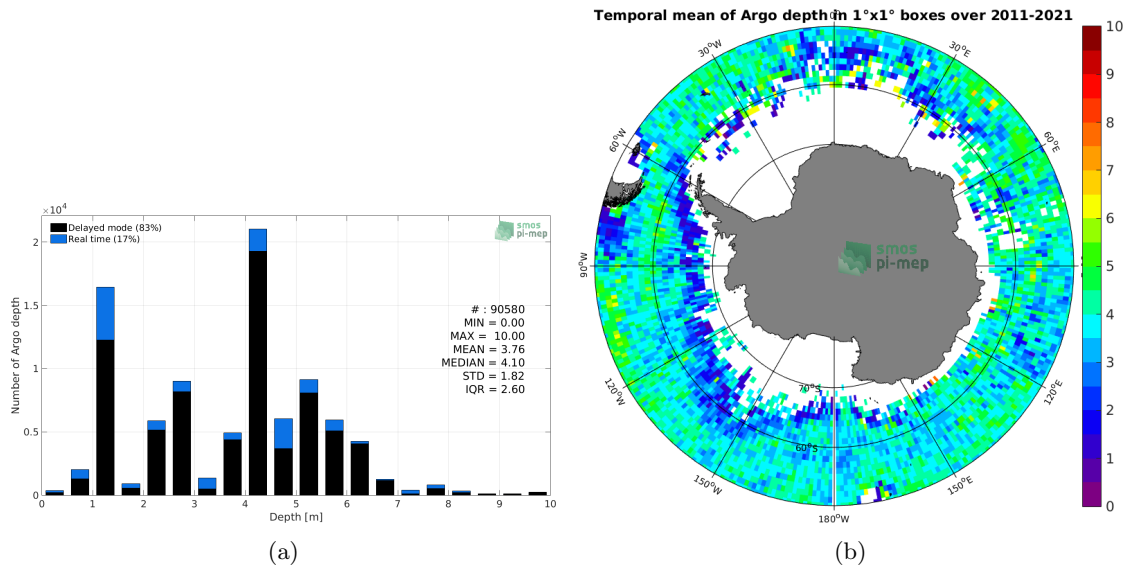 ×10⁴
2
1.5
1
0.5
0
Number of Argo depth
Delayed mode (83%)
Real time (17%)
smos
pi-mep
# : 90580
MIN = 0.00
MAX = 10.00
MEAN = 3.76
MEDIAN = 4.10
STD = 1.82
IQR = 2.60
0 1 2 3 4 5 6 7 8 9 10
Depth [m]
(a)
Temporal mean of Argo depth in 1°x1° boxes over 2011-2021
30°W
30°E
60°W
60°E
90°W
smos
pi-mep
120°W
120°E
70°S
60°S
150°W
150°E
180°W
10
9
8
7
6
5
4
3
2
1
0
(b)